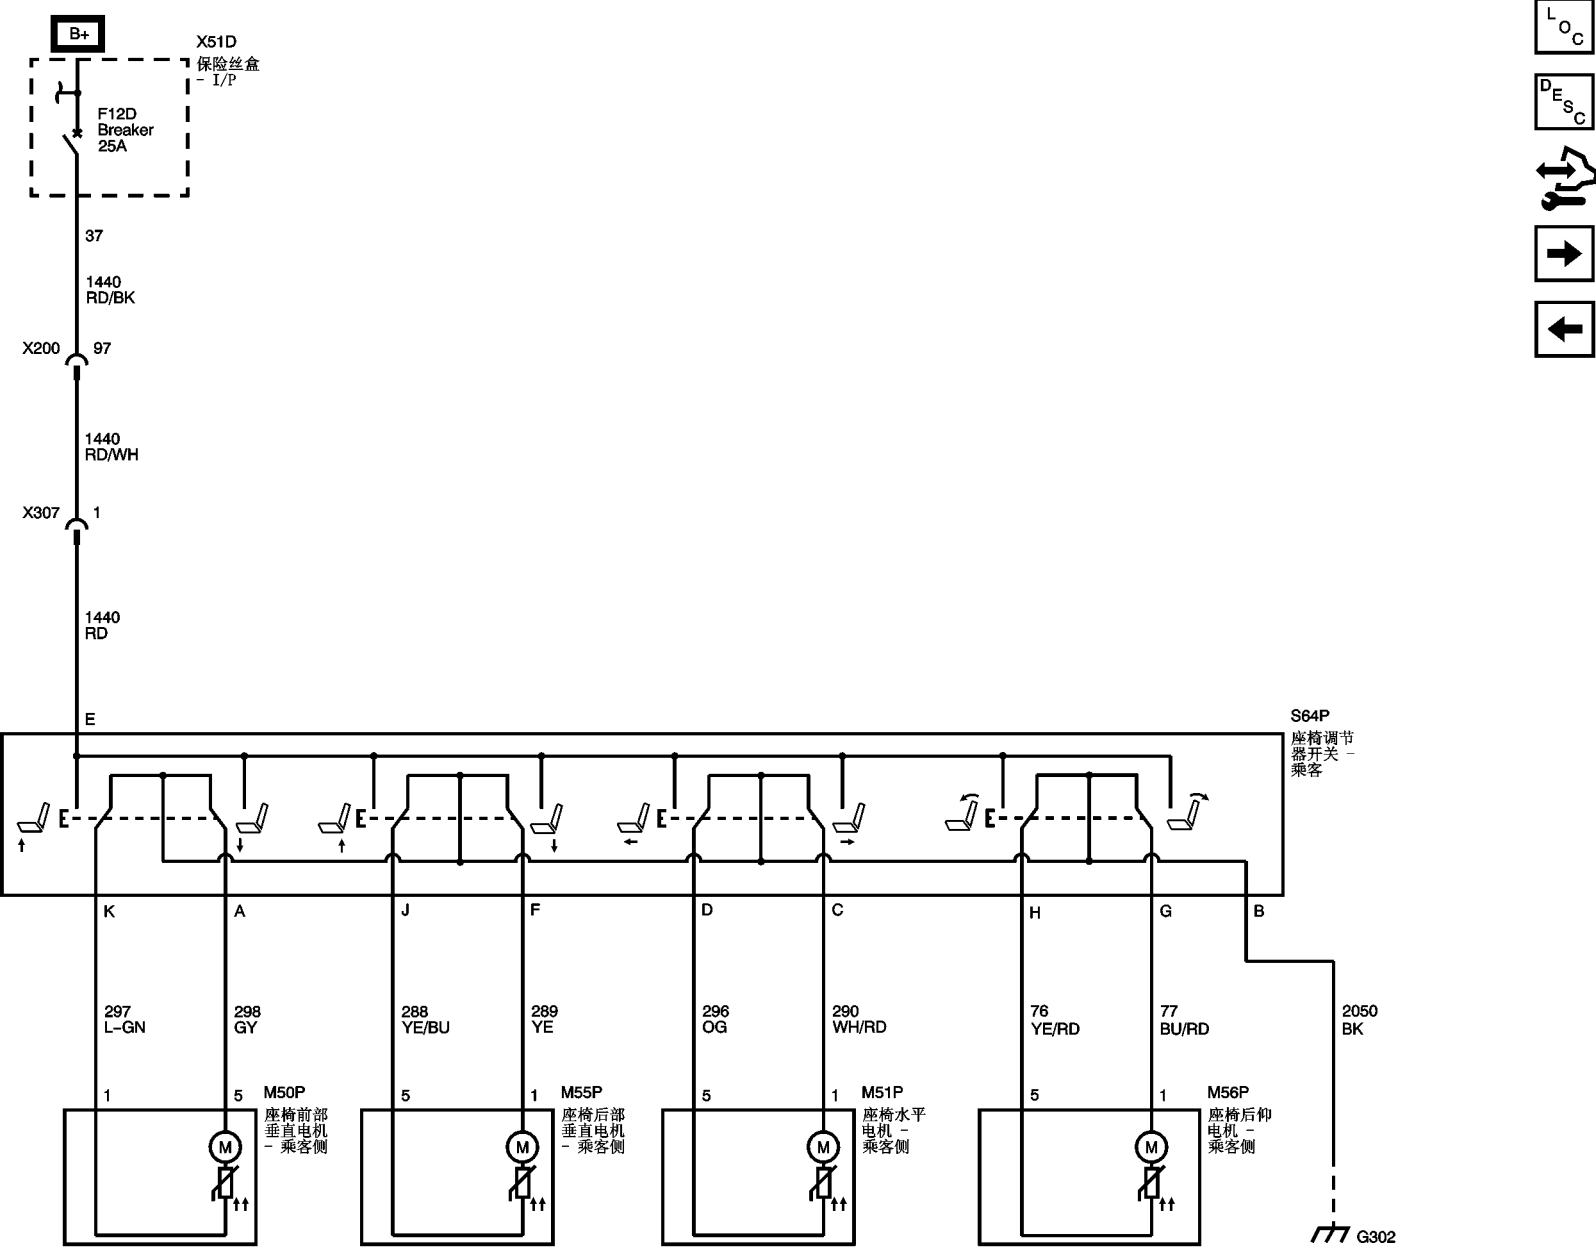 B+
X51D
保险丝盒
- I/P
F12D
Breaker
25A
37
1440
RD/BK
X200
97
1440
RD/WH
X307
1
1440
RD
E
S64P
座椅调节
器开关 -
乘客
K
A
J
F
D
C
H
G
B
297
L-GN
298
GY
288
YE/BU
289
YE
296
OG
290
WH/RD
76
YE/RD
77
BU/RD
2050
BK
1
5
M50P
座椅前部
垂直电机
- 乘客侧
M
5
1
M55P
座椅后部
垂直电机
- 乘客侧
M
5
1
M51P
座椅水平
电机 -
乘客侧
M
5
1
M56P
座椅后仰
电机 -
乘客侧
M
G302
L
O
C
D
E
S
C